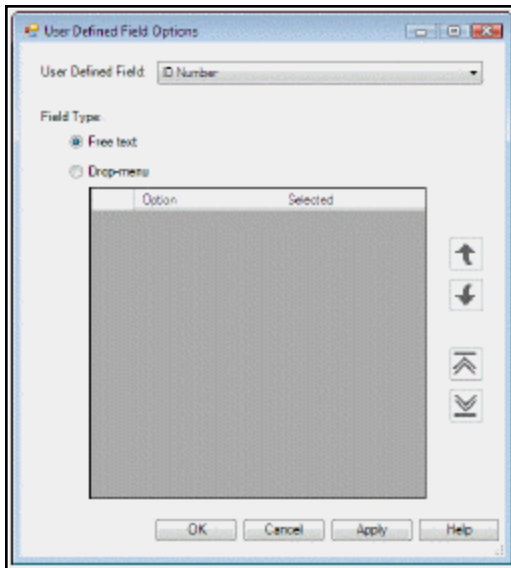 User Defined Field Options
User Defined Field: ID Number
Field Type:
Free text
Drop-menu
Option Selected
OK Cancel Apply Help